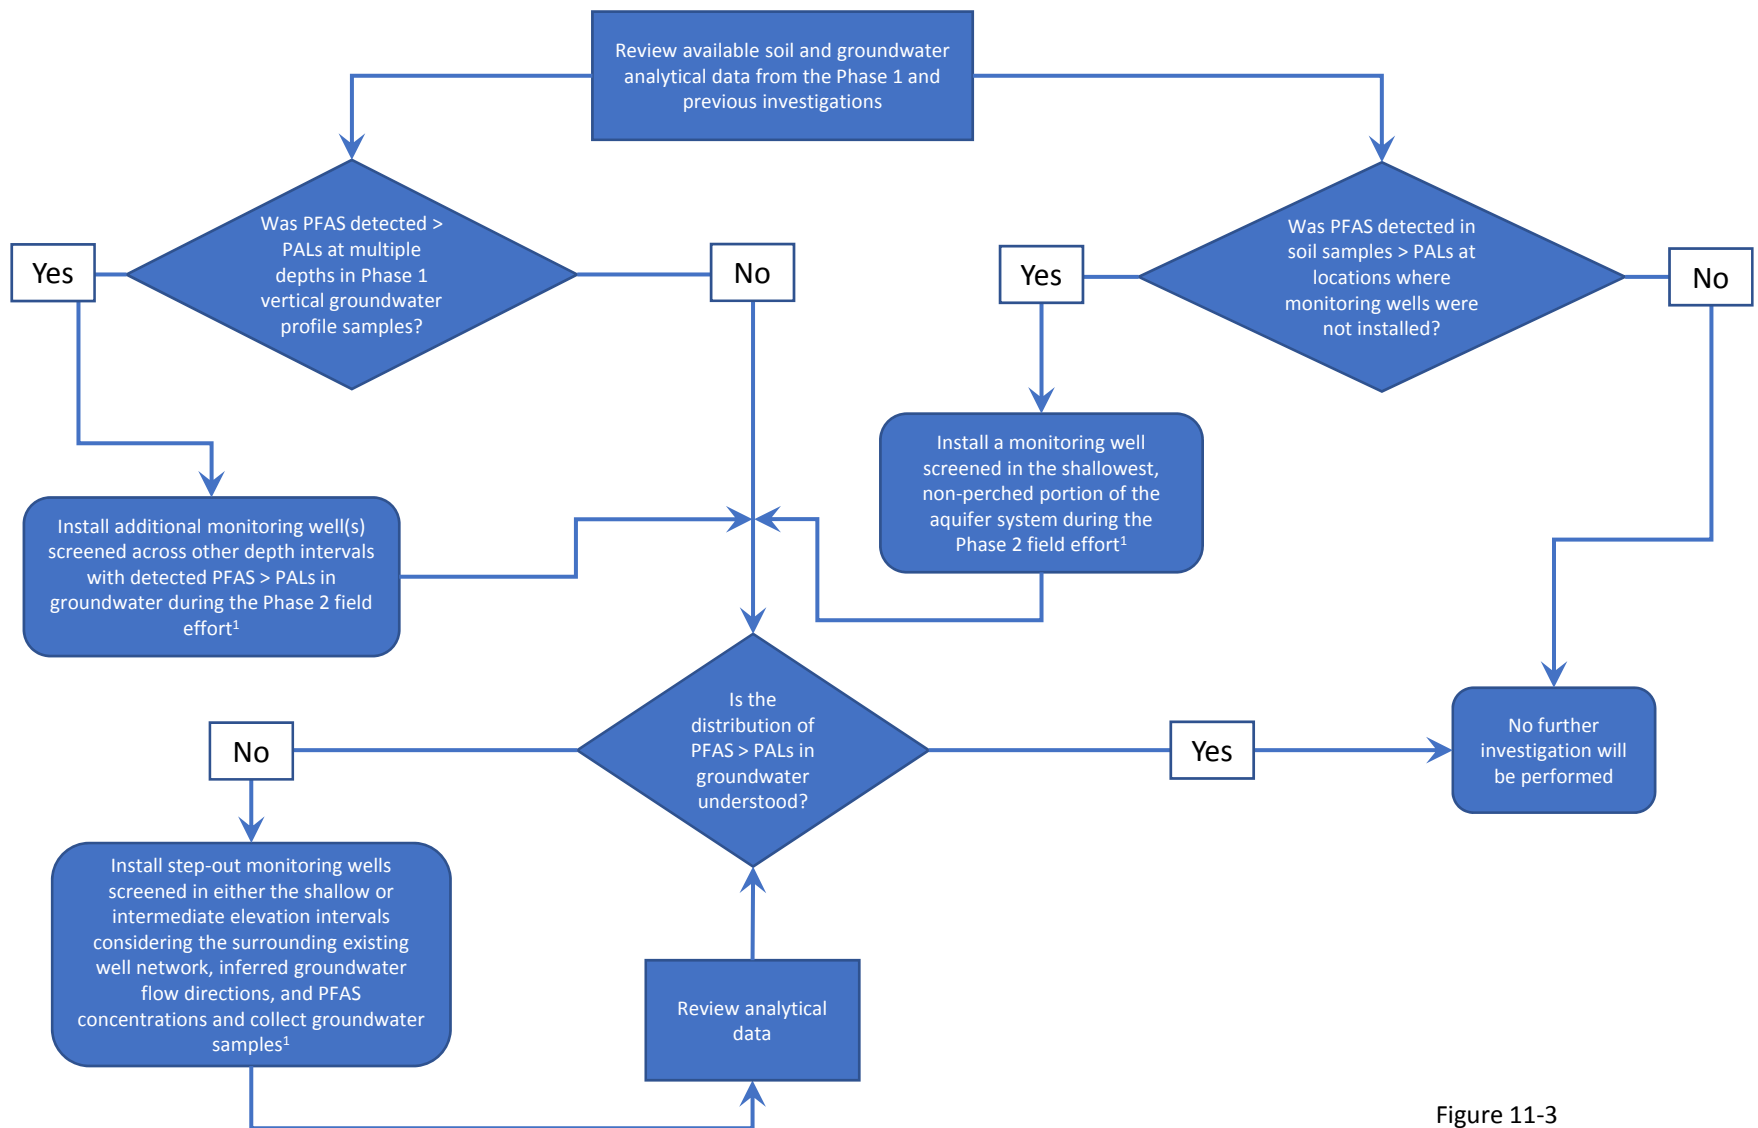 Review available soil and groundwater
analytical data from the Phase 1 and
previous investigations
Was PFAS detected >
PALs at multiple
depths in Phase 1
vertical groundwater
profile samples?
Yes
No
Was PFAS detected in
soil samples > PALs at
locations where
monitoring wells were
not installed?
Yes
No
Install additional monitoring well(s)
screened across other depth intervals
with detected PFAS > PALs in
groundwater during the Phase 2 field
effort¹
Install a monitoring well
screened in the shallowest,
non-perched portion of the
aquifer system during the
Phase 2 field effort¹
Is the
distribution of
PFAS > PALs in
groundwater
understood?
No
Yes
No further
investigation will
be performed
Install step-out monitoring wells
screened in either the shallow or
intermediate elevation intervals
considering the surrounding existing
well network, inferred groundwater
flow directions, and PFAS
concentrations and collect groundwater
samples¹
Review analytical
data
Figure 11-3